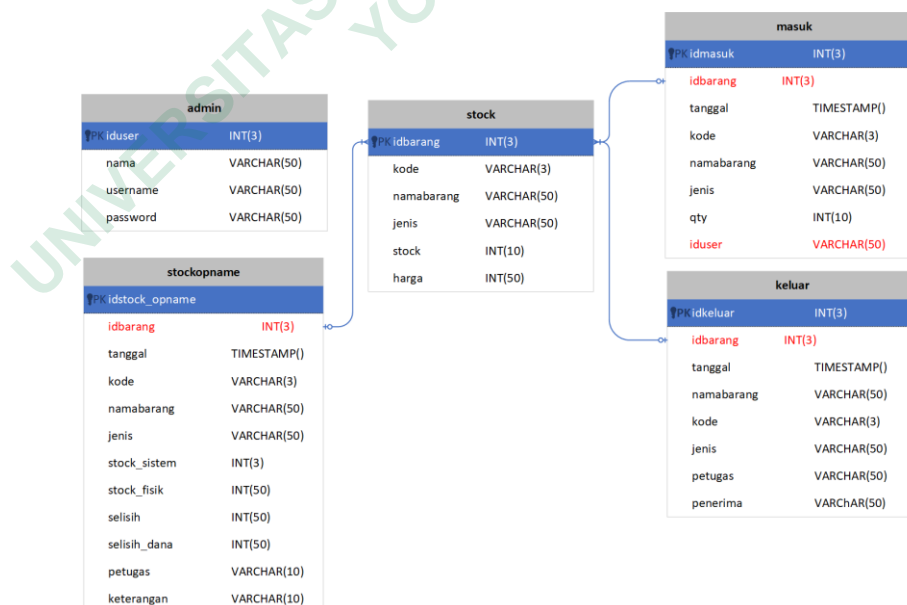 UNIVERSITAS
YO
admin
PK iduser INT(3)
nama VARCHAR(50)
username VARCHAR(50)
password VARCHAR(50)
stockopname
PK idstock_opname
idbarang INT(3)
tanggal TIMESTAMP()
kode VARCHAR(3)
namabarang VARCHAR(50)
jenis VARCHAR(50)
stock_sistem INT(3)
stock_fisik INT(50)
selisih INT(50)
selisih_dana INT(50)
petugas VARCHAR(10)
keterangan VARCHAR(10)
stock
PK idbarang INT(3)
kode VARCHAR(3)
namabarang VARCHAR(50)
jenis VARCHAR(50)
stock INT(10)
harga INT(50)
masuk
PK idmasuk INT(3)
idbarang INT(3)
tanggal TIMESTAMP()
kode VARCHAR(3)
namabarang VARCHAR(50)
jenis VARCHAR(50)
qty INT(10)
iduser VARCHAR(50)
keluar
PK idkeluar INT(3)
idbarang INT(3)
tanggal TIMESTAMP()
namabarang VARCHAR(50)
kode VARCHAR(3)
jenis VARCHAR(50)
petugas VARCHAR(50)
penerima VARChAR(50)